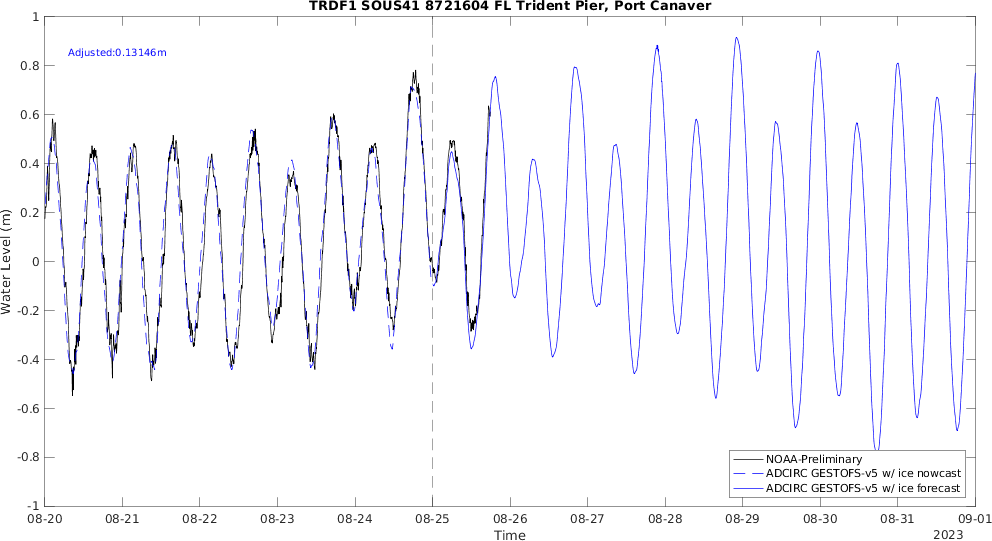 TRDF1 SOUS41 8721604 FL Trident Pier, Port Canaver
Adjusted:0.13146m
1
0.8
0.6
0.4
0.2
0
-0.2
-0.4
-0.6
-0.8
-1
Water Level (m)
NOAA-Preliminary
ADCIRC GESTOFS-v5 w/ ice nowcast
ADCIRC GESTOFS-v5 w/ ice forecast
08-20 08-21 08-22 08-23 08-24 08-25 08-26 08-27 08-28 08-29 08-30 08-31 09-01
Time
2023